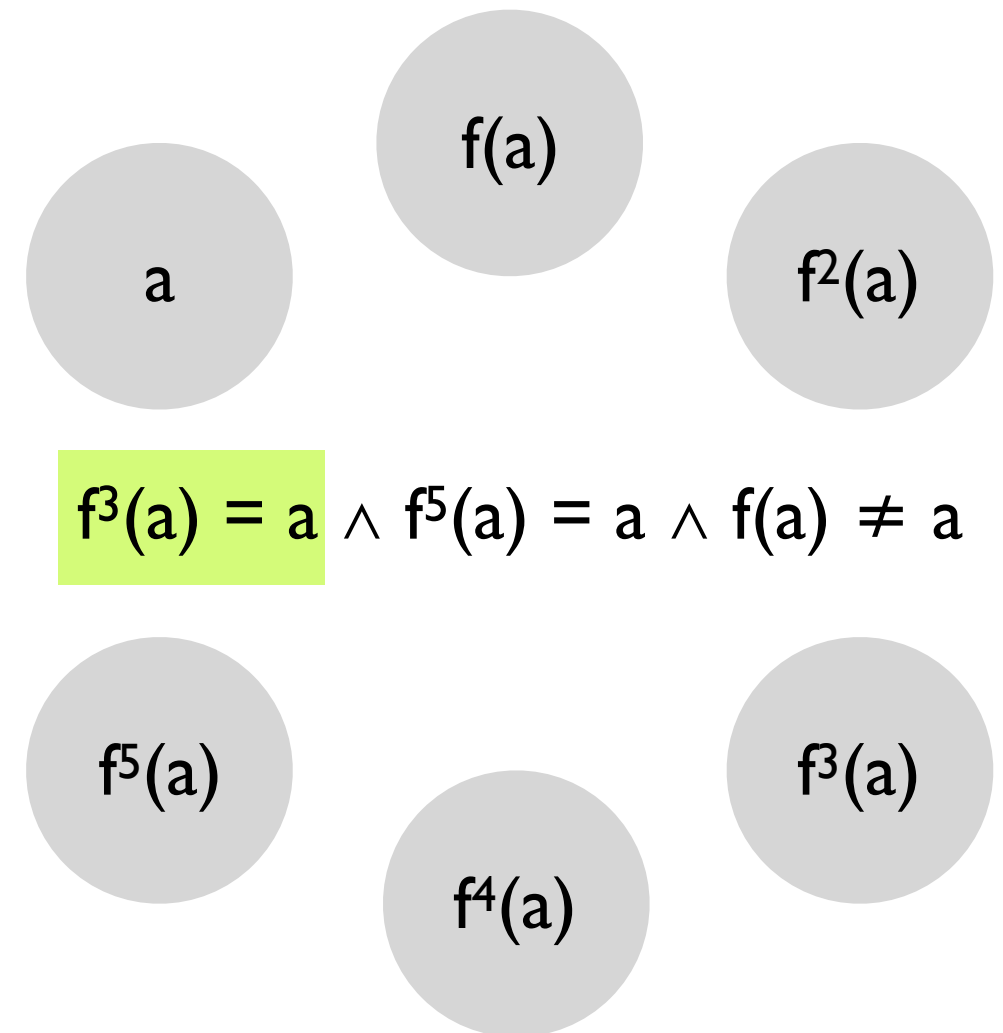 f(a)
a
f²(a)
f³(a) = a ∧ f⁵(a) = a ∧ f(a) ≠ a
f⁵(a)
f³(a)
f⁴(a)